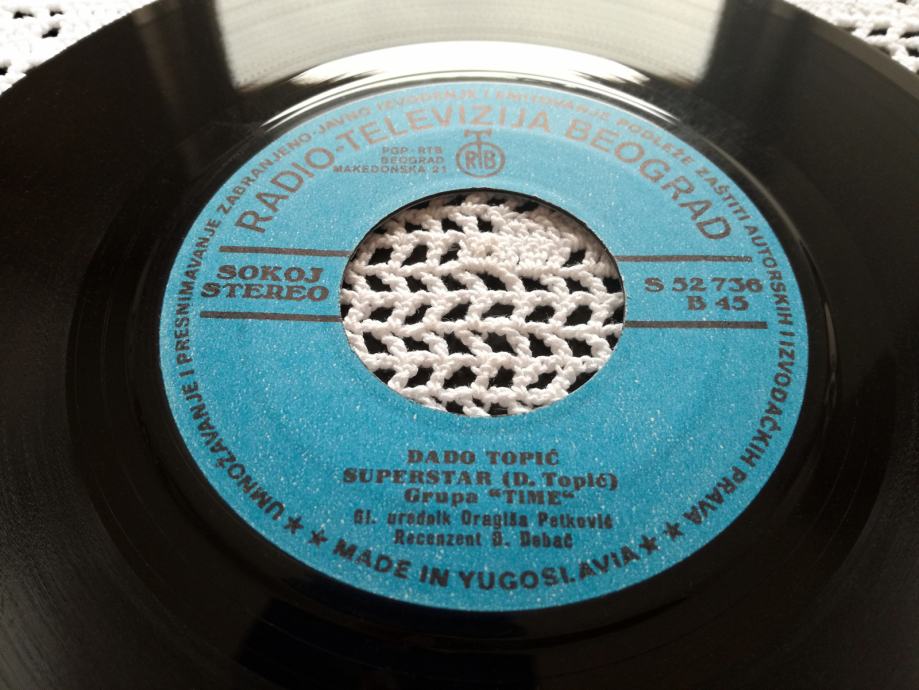 UMNOŽAVANJE I PRESNIMAVANJE ZABRANJENO·JAVNO IZVOĐENJE I EMITOVANJE PODLEŽE ZAŠTITI AUTORSKIH I IZVOĐAČKIH PRAVA
RADIO-TELEVIZIJA BEOGRAD
PGP-RTB
BEOGRAD
MAKEDONSKA 21
RTB
SOKOJ
STEREO
S 52 736
B 45
DADO TOPIĆ
SUPERSTAR (D. Topić)
Grupa "TIME"
Gl. urednik Dragiša Petković
Recenzent D. Debač
★ ★ MADE IN YUGOSLAVIA ★ ★